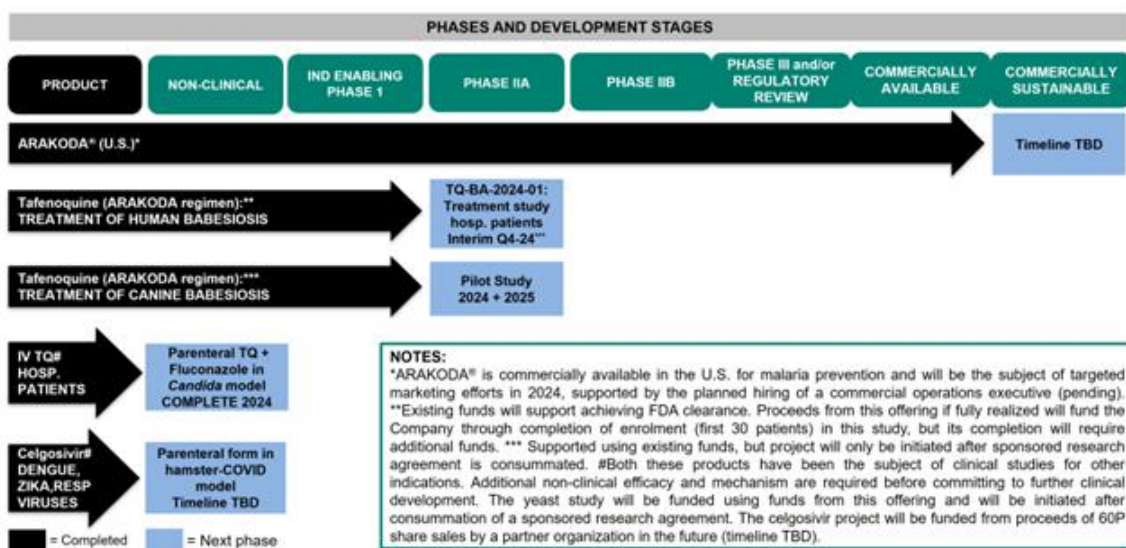 PHASES AND DEVELOPMENT STAGES
PRODUCT
NON-CLINICAL
IND ENABLING
PHASE 1
PHASE IIA
PHASE IIB
PHASE III and/or
REGULATORY
REVIEW
COMMERCIALLY
AVAILABLE
COMMERCIALLY
SUSTAINABLE
ARAKODA® (U.S.)*
Timeline TBD
Tafenoquine (ARAKODA regimen):**
TREATMENT OF HUMAN BABESIOSIS
TQ-BA-2024-01:
Treatment study
hosp. patients
Interim Q4-24***
Tafenoquine (ARAKODA regimen):***
TREATMENT OF CANINE BABESIOSIS
Pilot Study
2024 + 2025
IV TQ#
HOSP.
PATIENTS
Parenteral TQ +
Fluconazole in
Candida model
COMPLETE 2024
Celgosivir#
DENGUE,
ZIKA,RESP
VIRUSES
Parenteral form in
hamster-COVID
model
Timeline TBD
NOTES:
*ARAKODA® is commercially available in the U.S. for malaria prevention and will be the subject of targeted
marketing efforts in 2024, supported by the planned hiring of a commercial operations executive (pending).
**Existing funds will support achieving FDA clearance. Proceeds from this offering if fully realized will fund the
Company through completion of enrolment (first 30 patients) in this study, but its completion will require
additional funds. *** Supported using existing funds, but project will only be initiated after sponsored research
agreement is consummated. #Both these products have been the subject of clinical studies for other
indications. Additional non-clinical efficacy and mechanism are required before committing to further clinical
development. The yeast study will be funded using funds from this offering and will be initiated after
consummation of a sponsored research agreement. The celgosivir project will be funded from proceeds of 60P
share sales by a partner organization in the future (timeline TBD).
= Completed
= Next phase